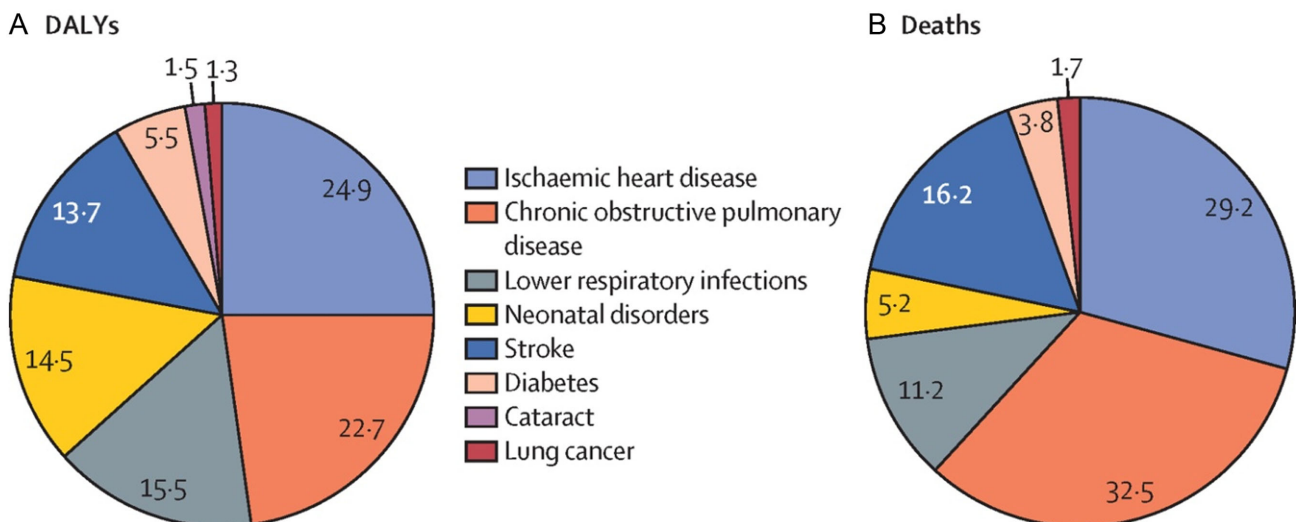 A DALYs
1·5
1·3
5·5
24·9
13·7
14·5
15·5
22·7
Ischaemic heart disease
Chronic obstructive pulmonary
disease
Lower respiratory infections
Neonatal disorders
Stroke
Diabetes
Cataract
Lung cancer
B Deaths
1·7
3·8
16·2
29·2
5·2
11·2
32·5